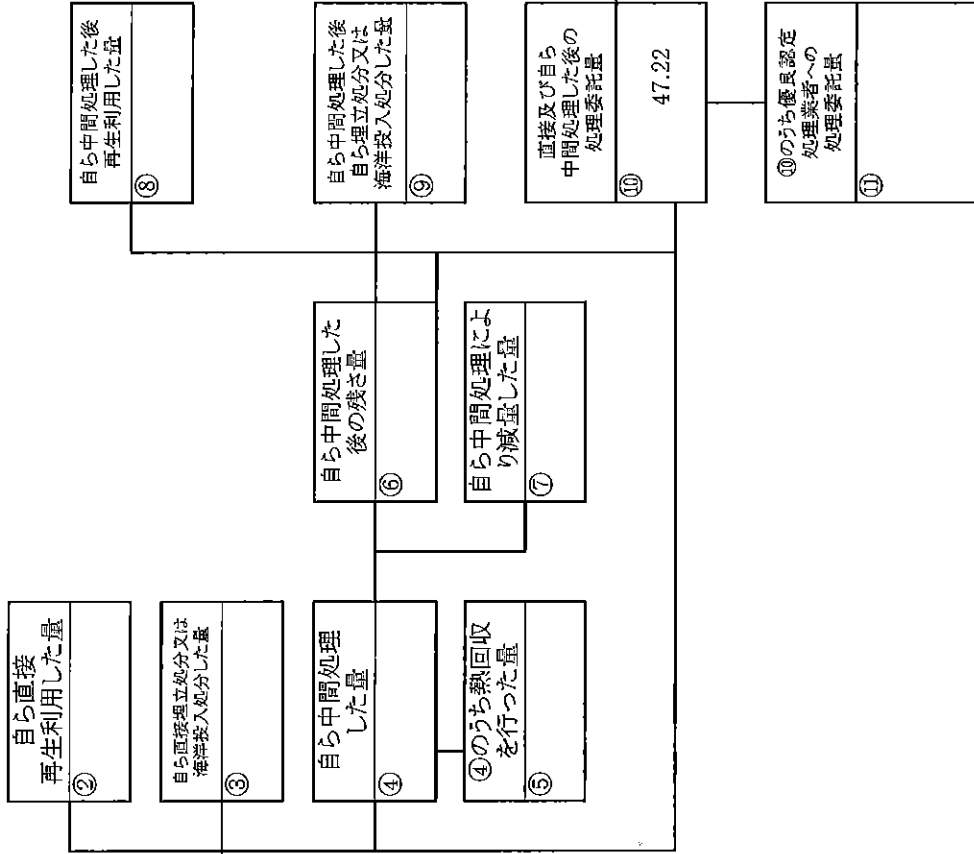 自ら直接
再生利用した量
②
自ら直接埋立処分又は
海洋投入処分した量
③
自ら中間処理
した量
④
④のうち熱回収
を行った量
⑤
自ら中間処理した
後の残さ量
⑥
自ら中間処理によ
り減量した量
⑦
自ら中間処理した後
再生利用した量
⑧
自ら中間処理した後
自ら埋立処分又は
海洋投入処分した量
⑨
直接及び自ら
中間処理した後の
処理委託量
⑩
47.22
⑩のうち優良認定
処理業者への
処理委託量
⑪